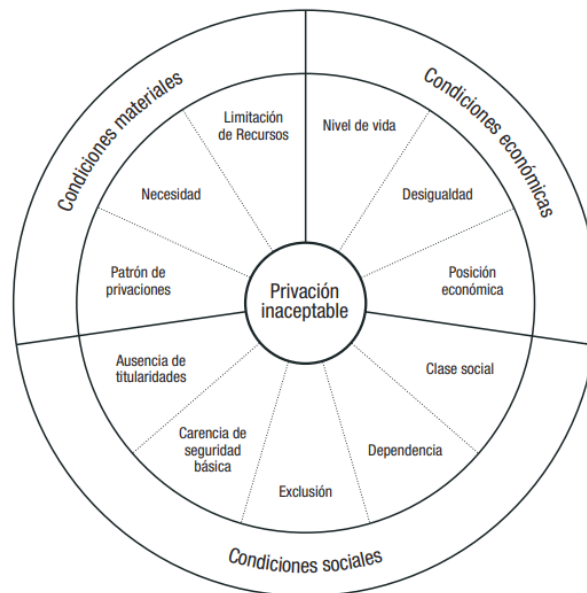 Condiciones materiales
Condiciones económicas
Limitación
de Recursos
Nivel de vida
Necesidad
Desigualdad
Patrón de
privaciones
Privación
inaceptable
Posición
económica
Ausencia de
titularidades
Clase social
Carencia de
seguridad
básica
Dependencia
Exclusión
Condiciones sociales